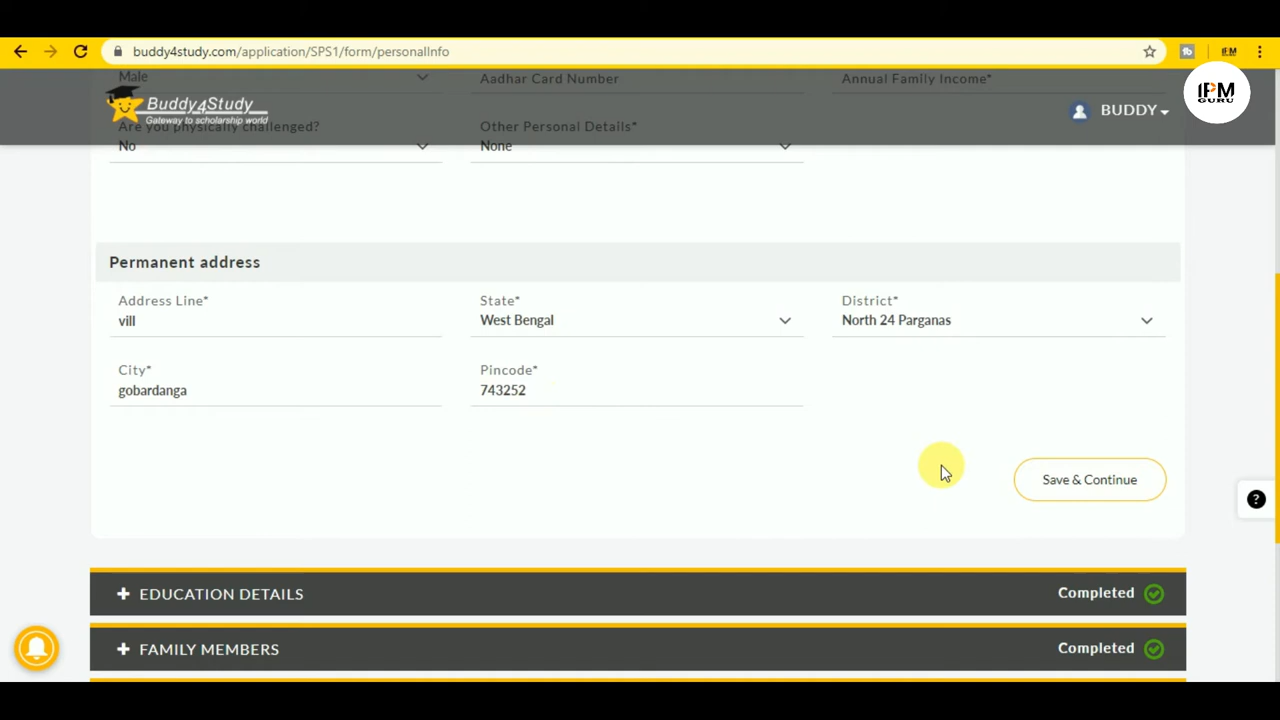 buddy4study.com/application/SPS1/form/personalInfo
Male
Aadhar Card Number
Annual Family Income*
Buddy4Study
Gateway to scholarship world
BUDDY
IPM
GURU
Are you physically challenged?
Other Personal Details*
No
None
Permanent address
Address Line*
State*
District*
vill
West Bengal
North 24 Parganas
City*
Pincode*
gobardanga
743252
Save & Continue
?
+ EDUCATION DETAILS
Completed
+ FAMILY MEMBERS
Completed